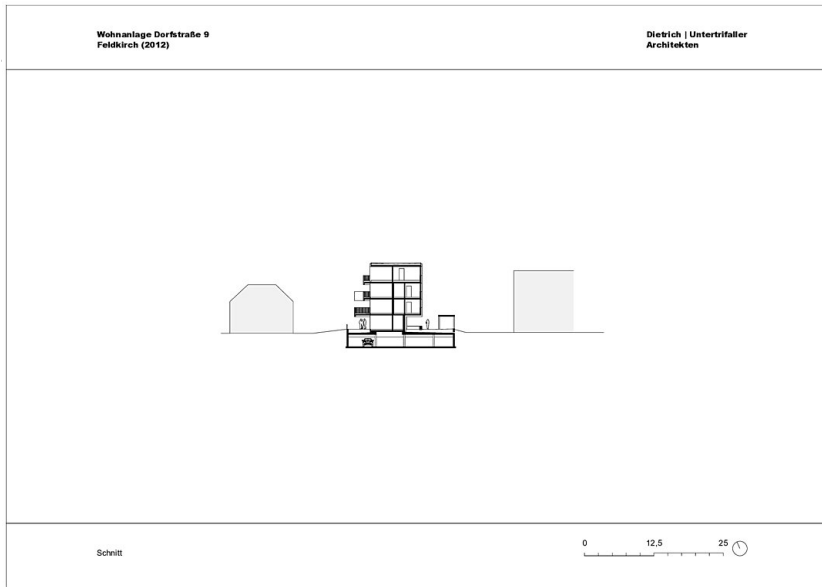 Wohnanlage Dorfstraße 9
Feldkirch (2012)
Dietrich | Untertrifaller
Architekten
Schnitt
0 12,5 25